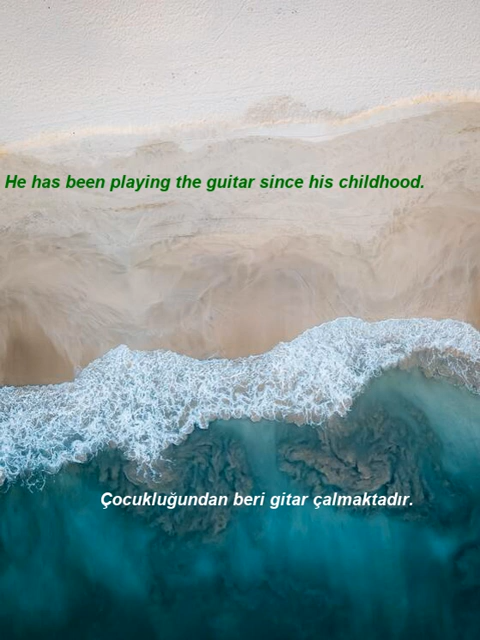 He has been playing the guitar since his childhood.
Çocukluğundan beri gitar çalmaktadır.